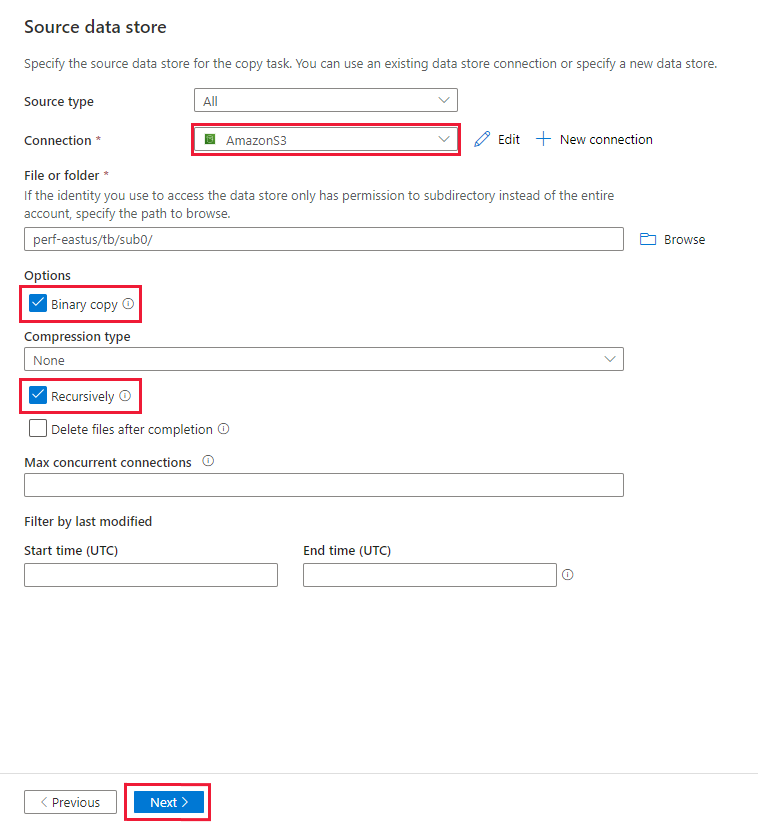 Source data store
Specify the source data store for the copy task. You can use an existing data store connection or specify a new data store.
Source type
All
Connection *
AmazonS3
Edit
New connection
File or folder *
If the identity you use to access the data store only has permission to subdirectory instead of the entire
account, specify the path to browse.
perf-eastus/tb/sub0/
Browse
Options
Binary copy
Compression type
None
Recursively
Delete files after completion
Max concurrent connections
Filter by last modified
Start time (UTC)
End time (UTC)
Previous
Next